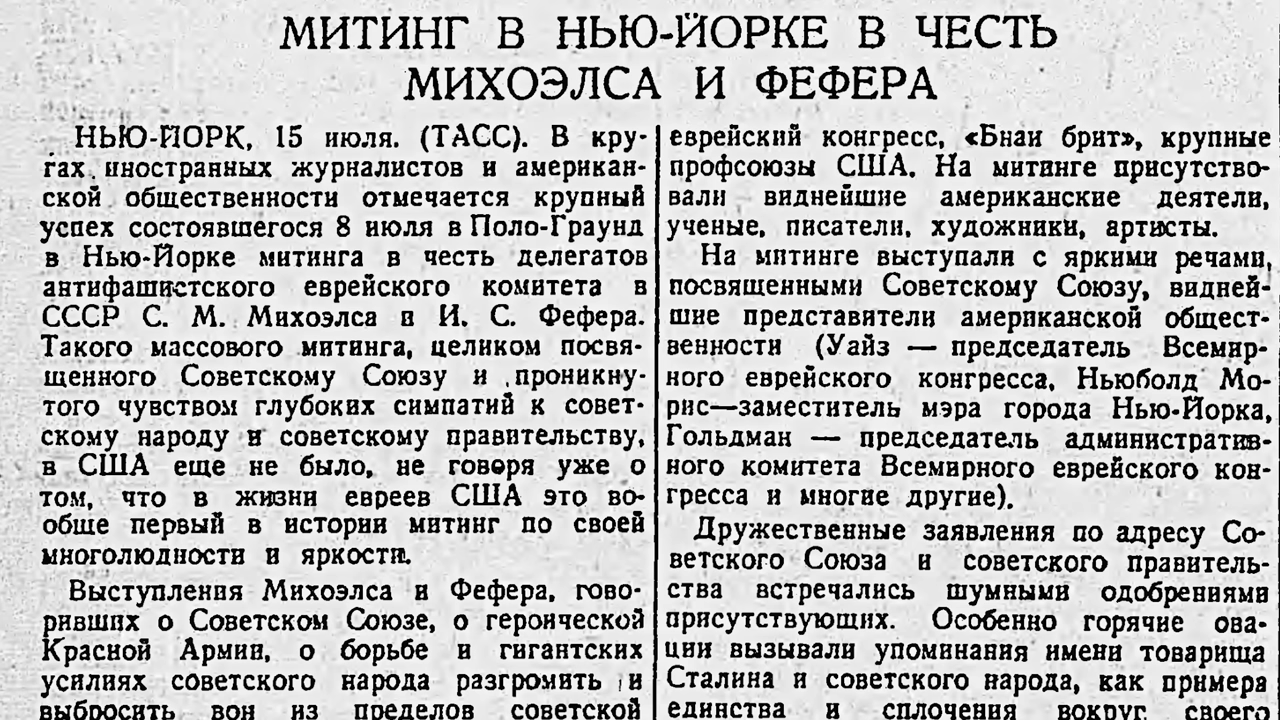 МИТИНГ В НЬЮ-ЙОРКЕ В ЧЕСТЬ
МИХОЭЛСА И ФЕФЕРА
НЬЮ-ЙОРК, 15 июля. (ТАСС). В кру-
гах иностранных журналистов и американ-
ской общественности отмечается крупный
успех состоявшегося 8 июля в Поло-Граунд
в Нью-Йорке митинга в честь делегатов
антифашистского еврейского комитета в
СССР С. М. Михоэлса и И. С. Фефера.
Такого массового митинга, целиком посвя-
щенного Советскому Союзу и проникну-
того чувством глубоких симпатий к совет-
скому народу и советскому правительству,
в США еще не было, не говоря уже о
том, что в жизни евреев США это во-
обще первый в истории митинг по своей
многолюдности и яркости.
Выступления Михоэлса и Фефера, гово-
ривших о Советском Союзе, о героической
Красной Армии, о борьбе и гигантских
усилиях советского народа разгромить и
выбросить вон из пределов советской
еврейский конгресс, «Бнаи брит», крупные
профсоюзы США. На митинге присутство-
вали виднейшие американские деятели,
ученые, писатели, художники, артисты.
На митинге выступали с яркими речами,
посвященными Советскому Союзу, видней-
шие представители американской общест-
венности (Уайз — председатель Всемир-
ного еврейского конгресса, Ньюболд Мо-
рис—заместитель мэра города Нью-Йорка,
Гольдман — председатель административ-
ного комитета Всемирного еврейского кон-
гресса и многие другие).
Дружественные заявления по адресу Со-
ветского Союза и советского правитель-
ства встречались шумными одобрениями
присутствующих. Особенно горячие ова-
ции вызывали упоминания имени товарища
Сталина и советского народа, как примера
единства и сплочения вокруг своего